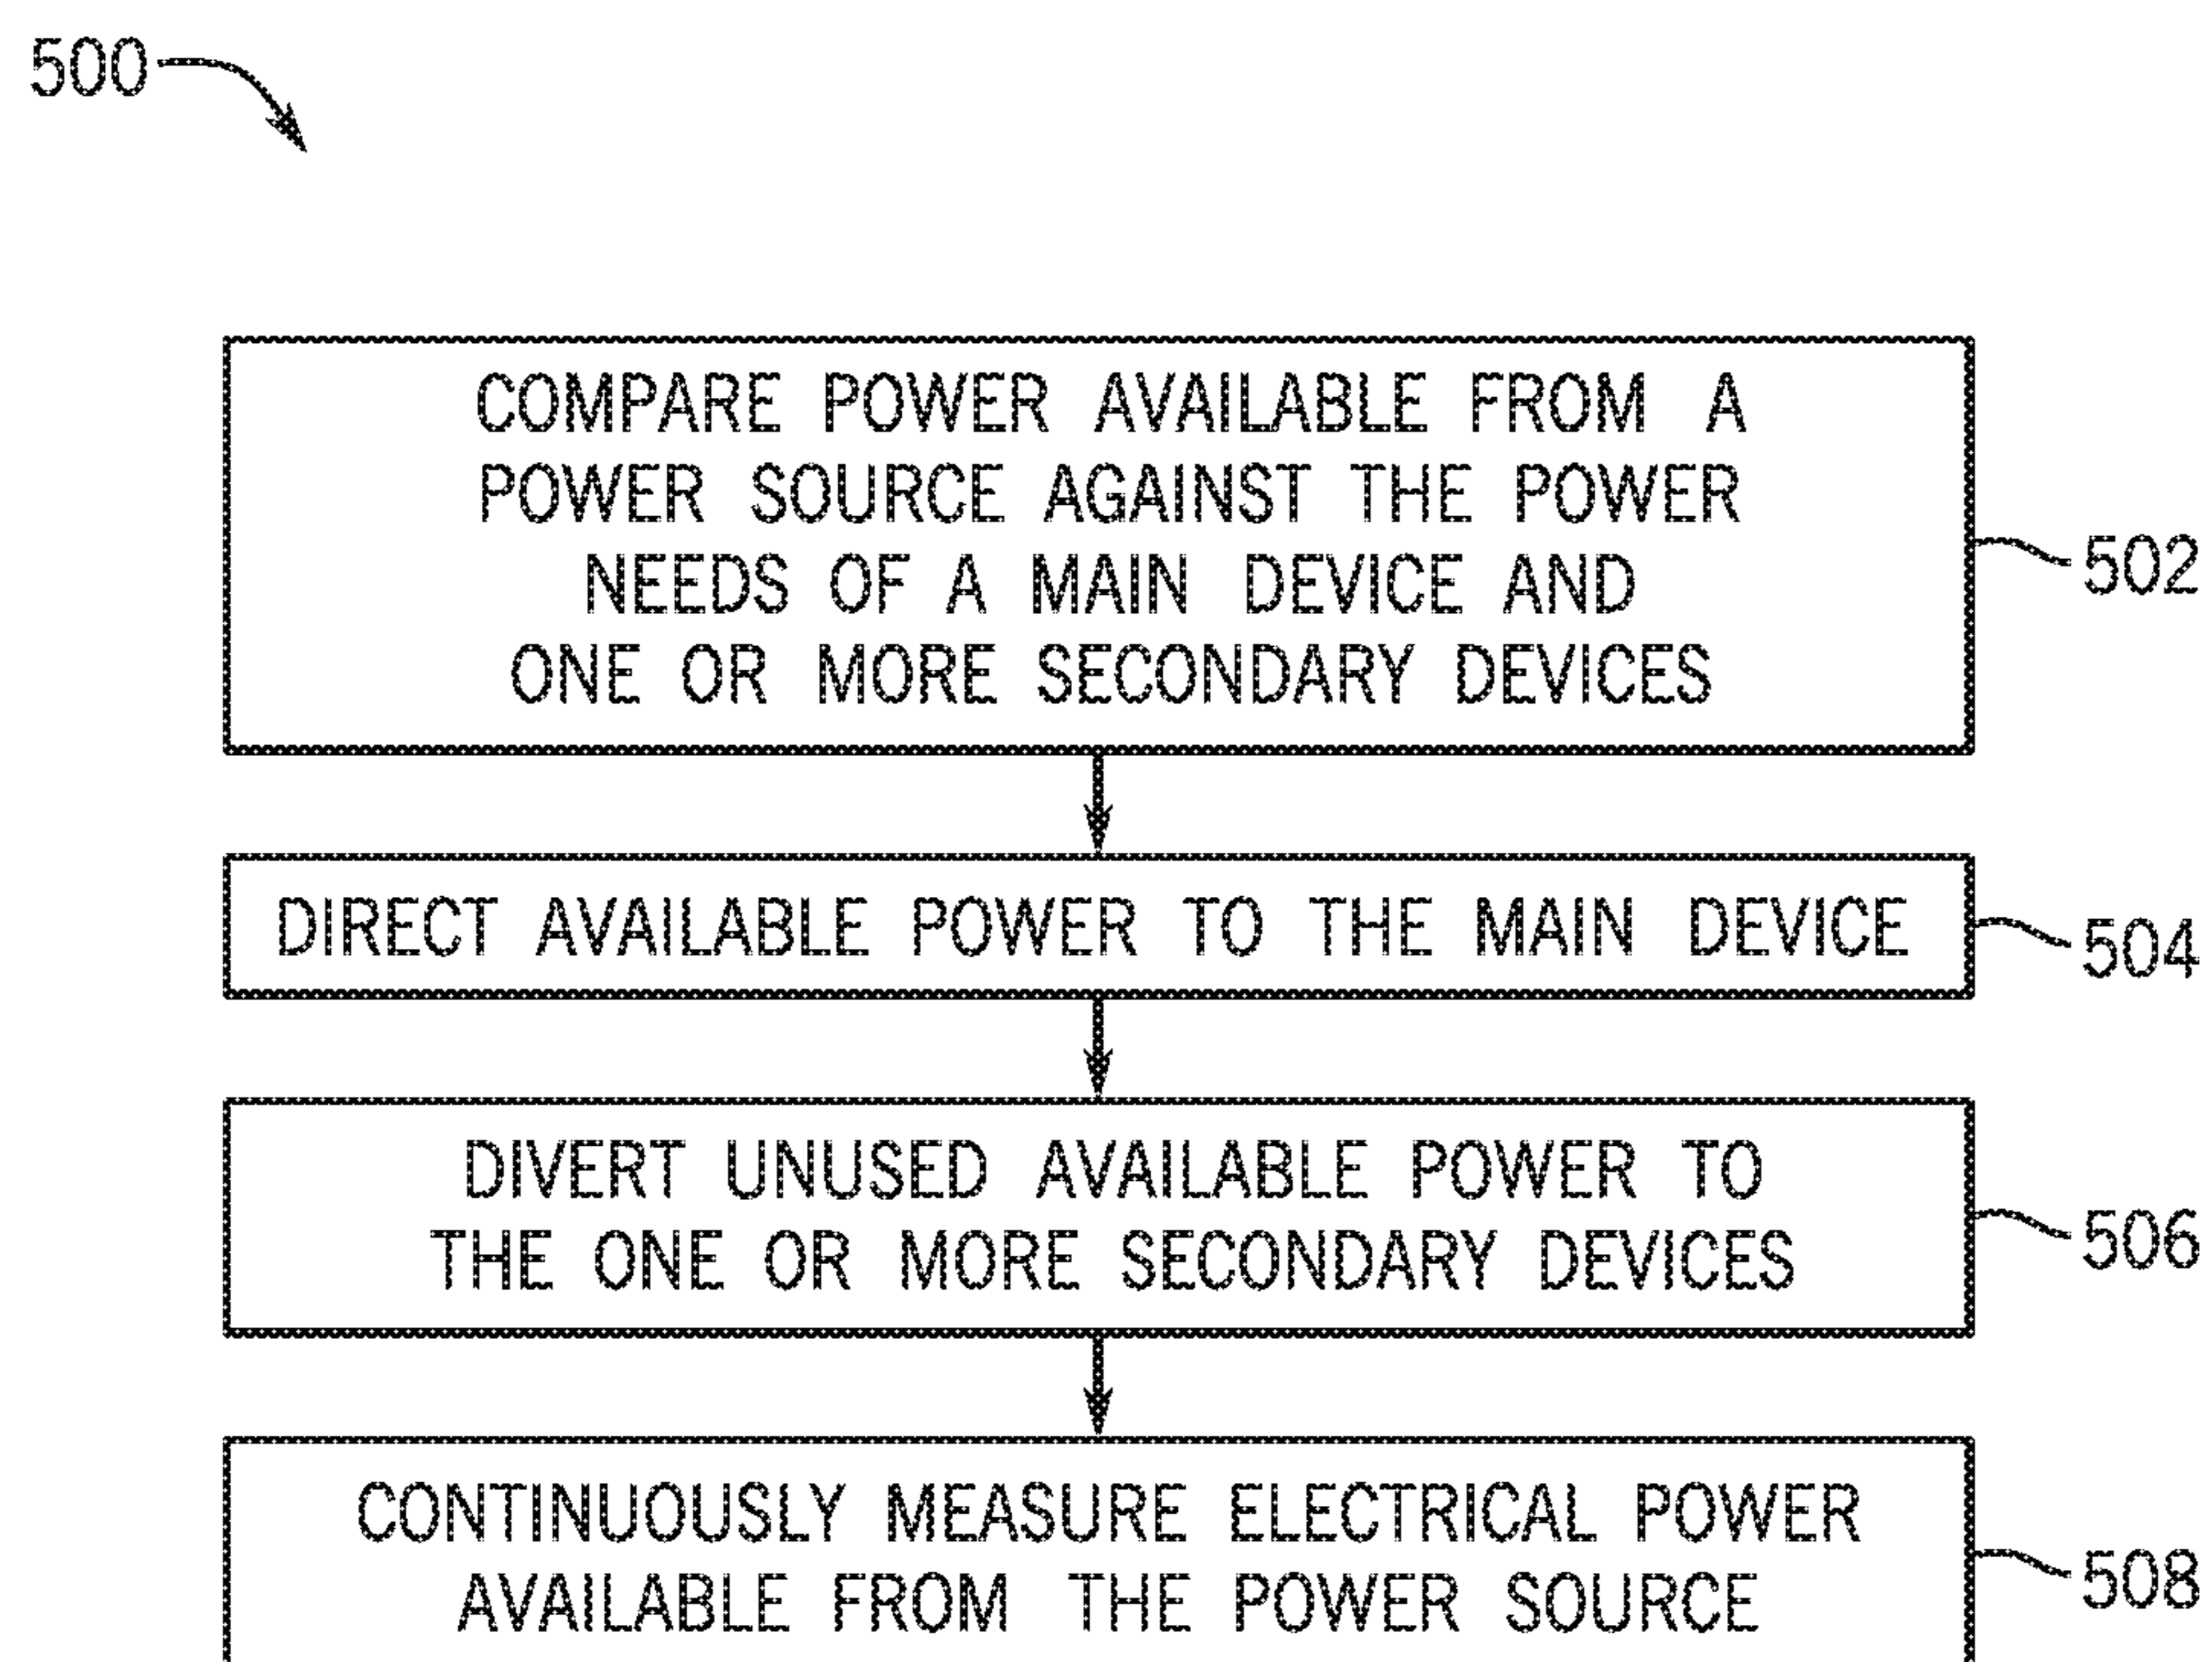 500
COMPARE POWER AVAILABLE FROM A
POWER SOURCE AGAINST THE POWER
NEEDS OF A MAIN DEVICE AND
ONE OR MORE SECONDARY DEVICES
502
DIRECT AVAILABLE POWER TO THE MAIN DEVICE
504
DIVERT UNUSED AVAILABLE POWER TO
THE ONE OR MORE SECONDARY DEVICES
506
CONTINUOUSLY MEASURE ELECTRICAL POWER
AVAILABLE FROM THE POWER SOURCE
508